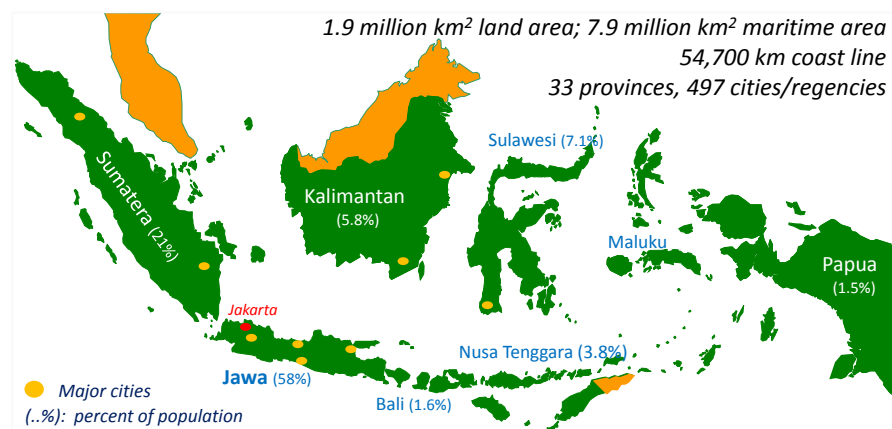 1.9 million km² land area; 7.9 million km² maritime area
54,700 km coast line
33 provinces, 497 cities/regencies
Sulawesi (7.1%)
Sumatera (21%)
Kalimantan
(5.8%)
Maluku
Papua
(1.5%)
Jakarta
Nusa Tenggara (3.8%)
Jawa (58%)
Bali (1.6%)
Major cities
(..%): percent of population